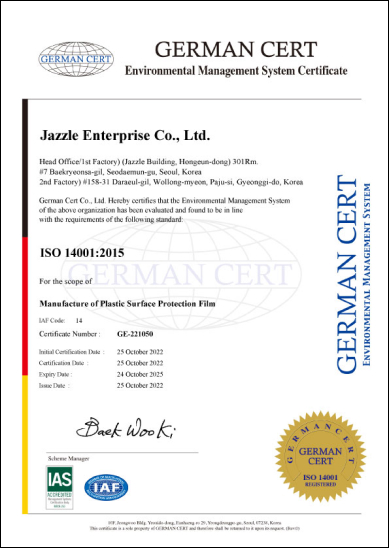 GERMAN CERT
GERMAN CERT
Environmental Management System Certificate
Jazzle Enterprise Co., Ltd.
Head Office/1st Factory) (Jazzle Building, Hongeun-dong) 301Rm.
#7 Baekryeonsa-gil, Seodaemun-gu, Seoul, Korea
2nd Factory) #158-31 Daraeul-gil, Wollong-myeon, Paju-si, Gyeonggi-do, Korea
German Cert Co., Ltd. Hereby certifies that the Environmental Management System
of the above organization has been evaluated and found to be in line
with the requirements of the following standard:
ISO 14001:2015
GERMAN CERT
For the scope of
Manufacture of Plastic Surface Protection Film
IAF Code: 14
Certificate Number : GE-221050
Initial Certification Date : 25 October 2022
Certification Date : 25 October 2022
Expiry Date : 24 October 2025
Issue Date : 25 October 2022
GERMAN CERT
ENVIRONMENTAL MANAGEMENT SYSTEM
Baek Woo Ki
Scheme Manager
IAS
ACCREDITED
IAF
GERMAN CERT
GERMAN
CERT
ISO 14001
REGISTERED
This certificate is a sole property of GERMAN CERT and therefore shall be returned to it upon its request.